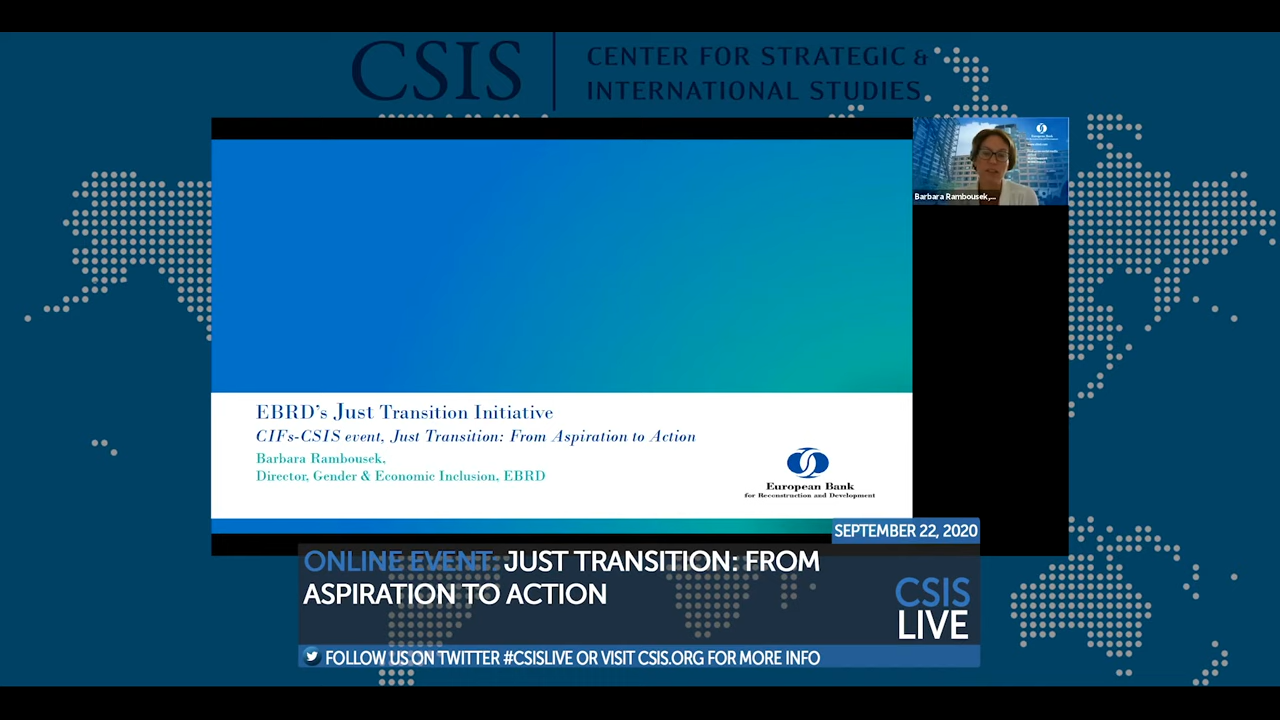 CSIS
CENTER FOR STRATEGIC &
INTERNATIONAL STUDIES
Barbara Rambousek,...
EBRD's Just Transition Initiative
CIFs-CSIS event, Just Transition: From Aspiration to Action
Barbara Rambousek,
Director, Gender & Economic Inclusion, EBRD
European Bank
for Reconstruction and Development
SEPTEMBER 22, 2020
ONLINE EVENT: JUST TRANSITION: FROM
ASPIRATION TO ACTION
CSIS
LIVE
FOLLOW US ON TWITTER #CSISLIVE OR VISIT CSIS.ORG FOR MORE INFO